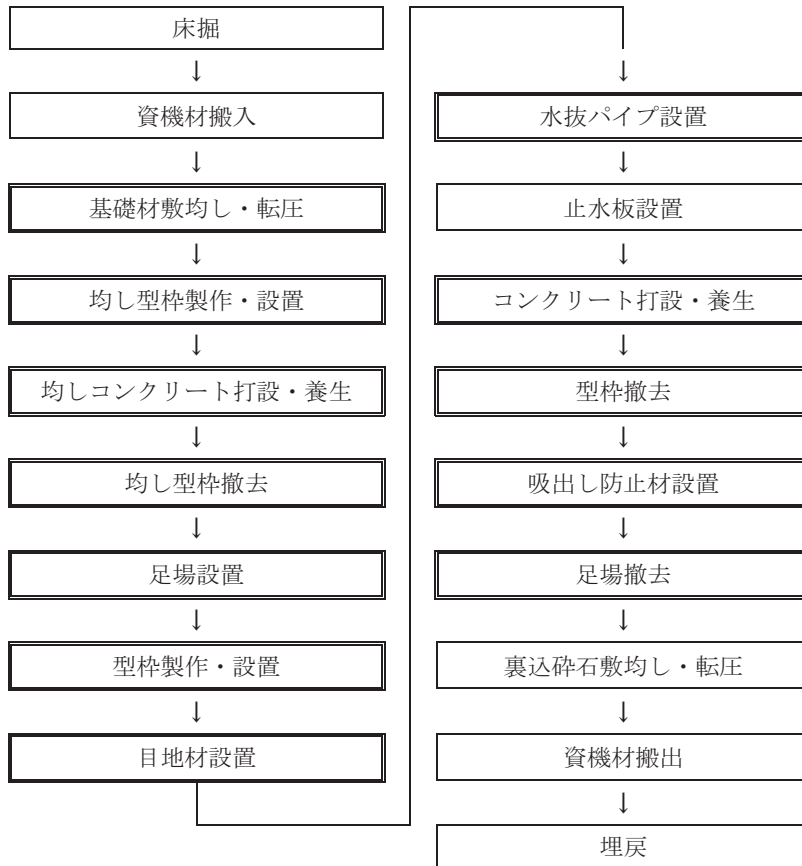 床掘
↓
資機材搬入
↓
基礎材敷均し・転圧
↓
均し型枠製作・設置
↓
均しコンクリート打設・養生
↓
均し型枠撤去
↓
足場設置
↓
型枠製作・設置
↓
目地材設置
↓
水抜パイプ設置
↓
止水板設置
↓
コンクリート打設・養生
↓
型枠撤去
↓
吸出し防止材設置
↓
足場撤去
↓
裏込砕石敷均し・転圧
↓
資機材搬出
↓
埋戻